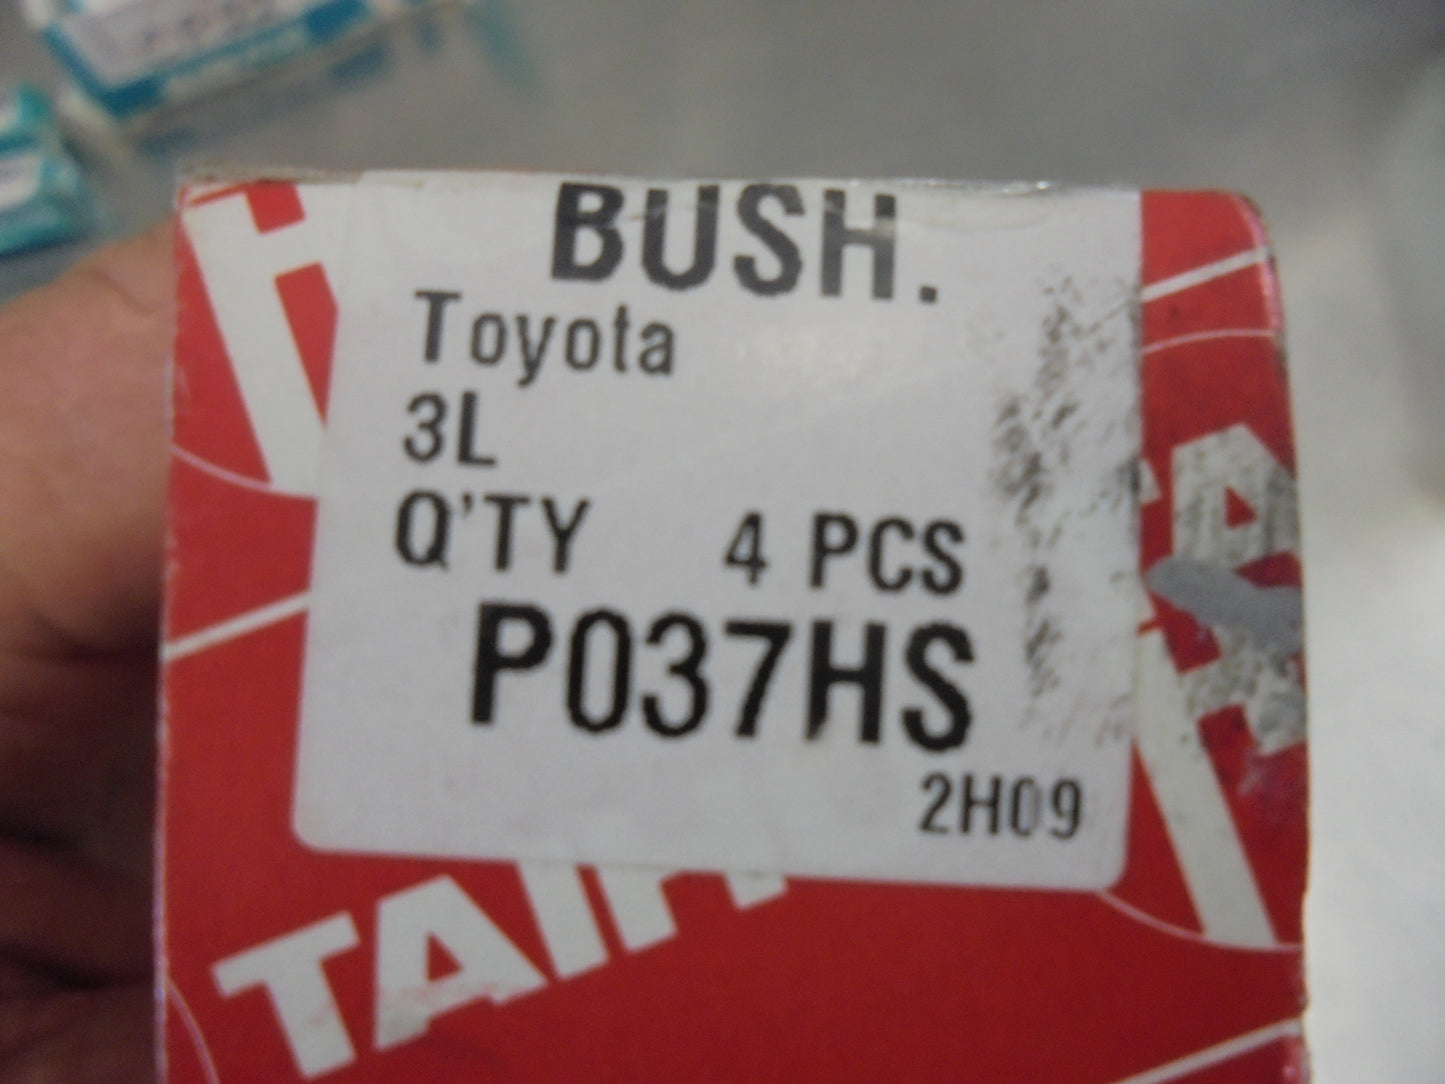 BUSH.
Toyota
3L
Q'TY 4 PCS
P037HS
2H09